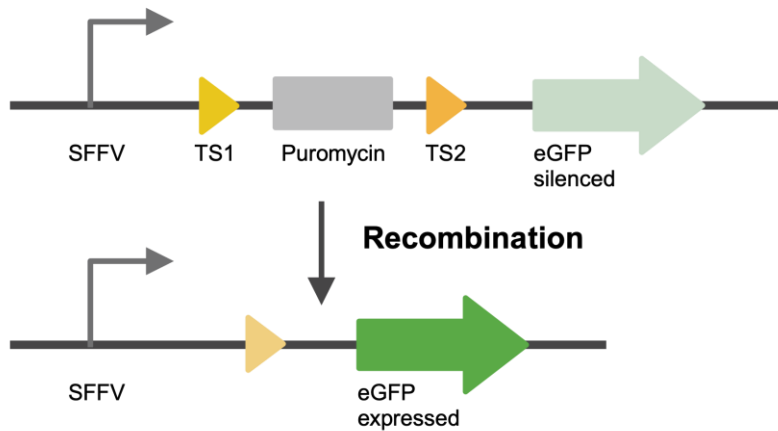 SFFV TS1 Puromycin TS2 eGFP
silenced
Recombination
SFFV eGFP
expressed